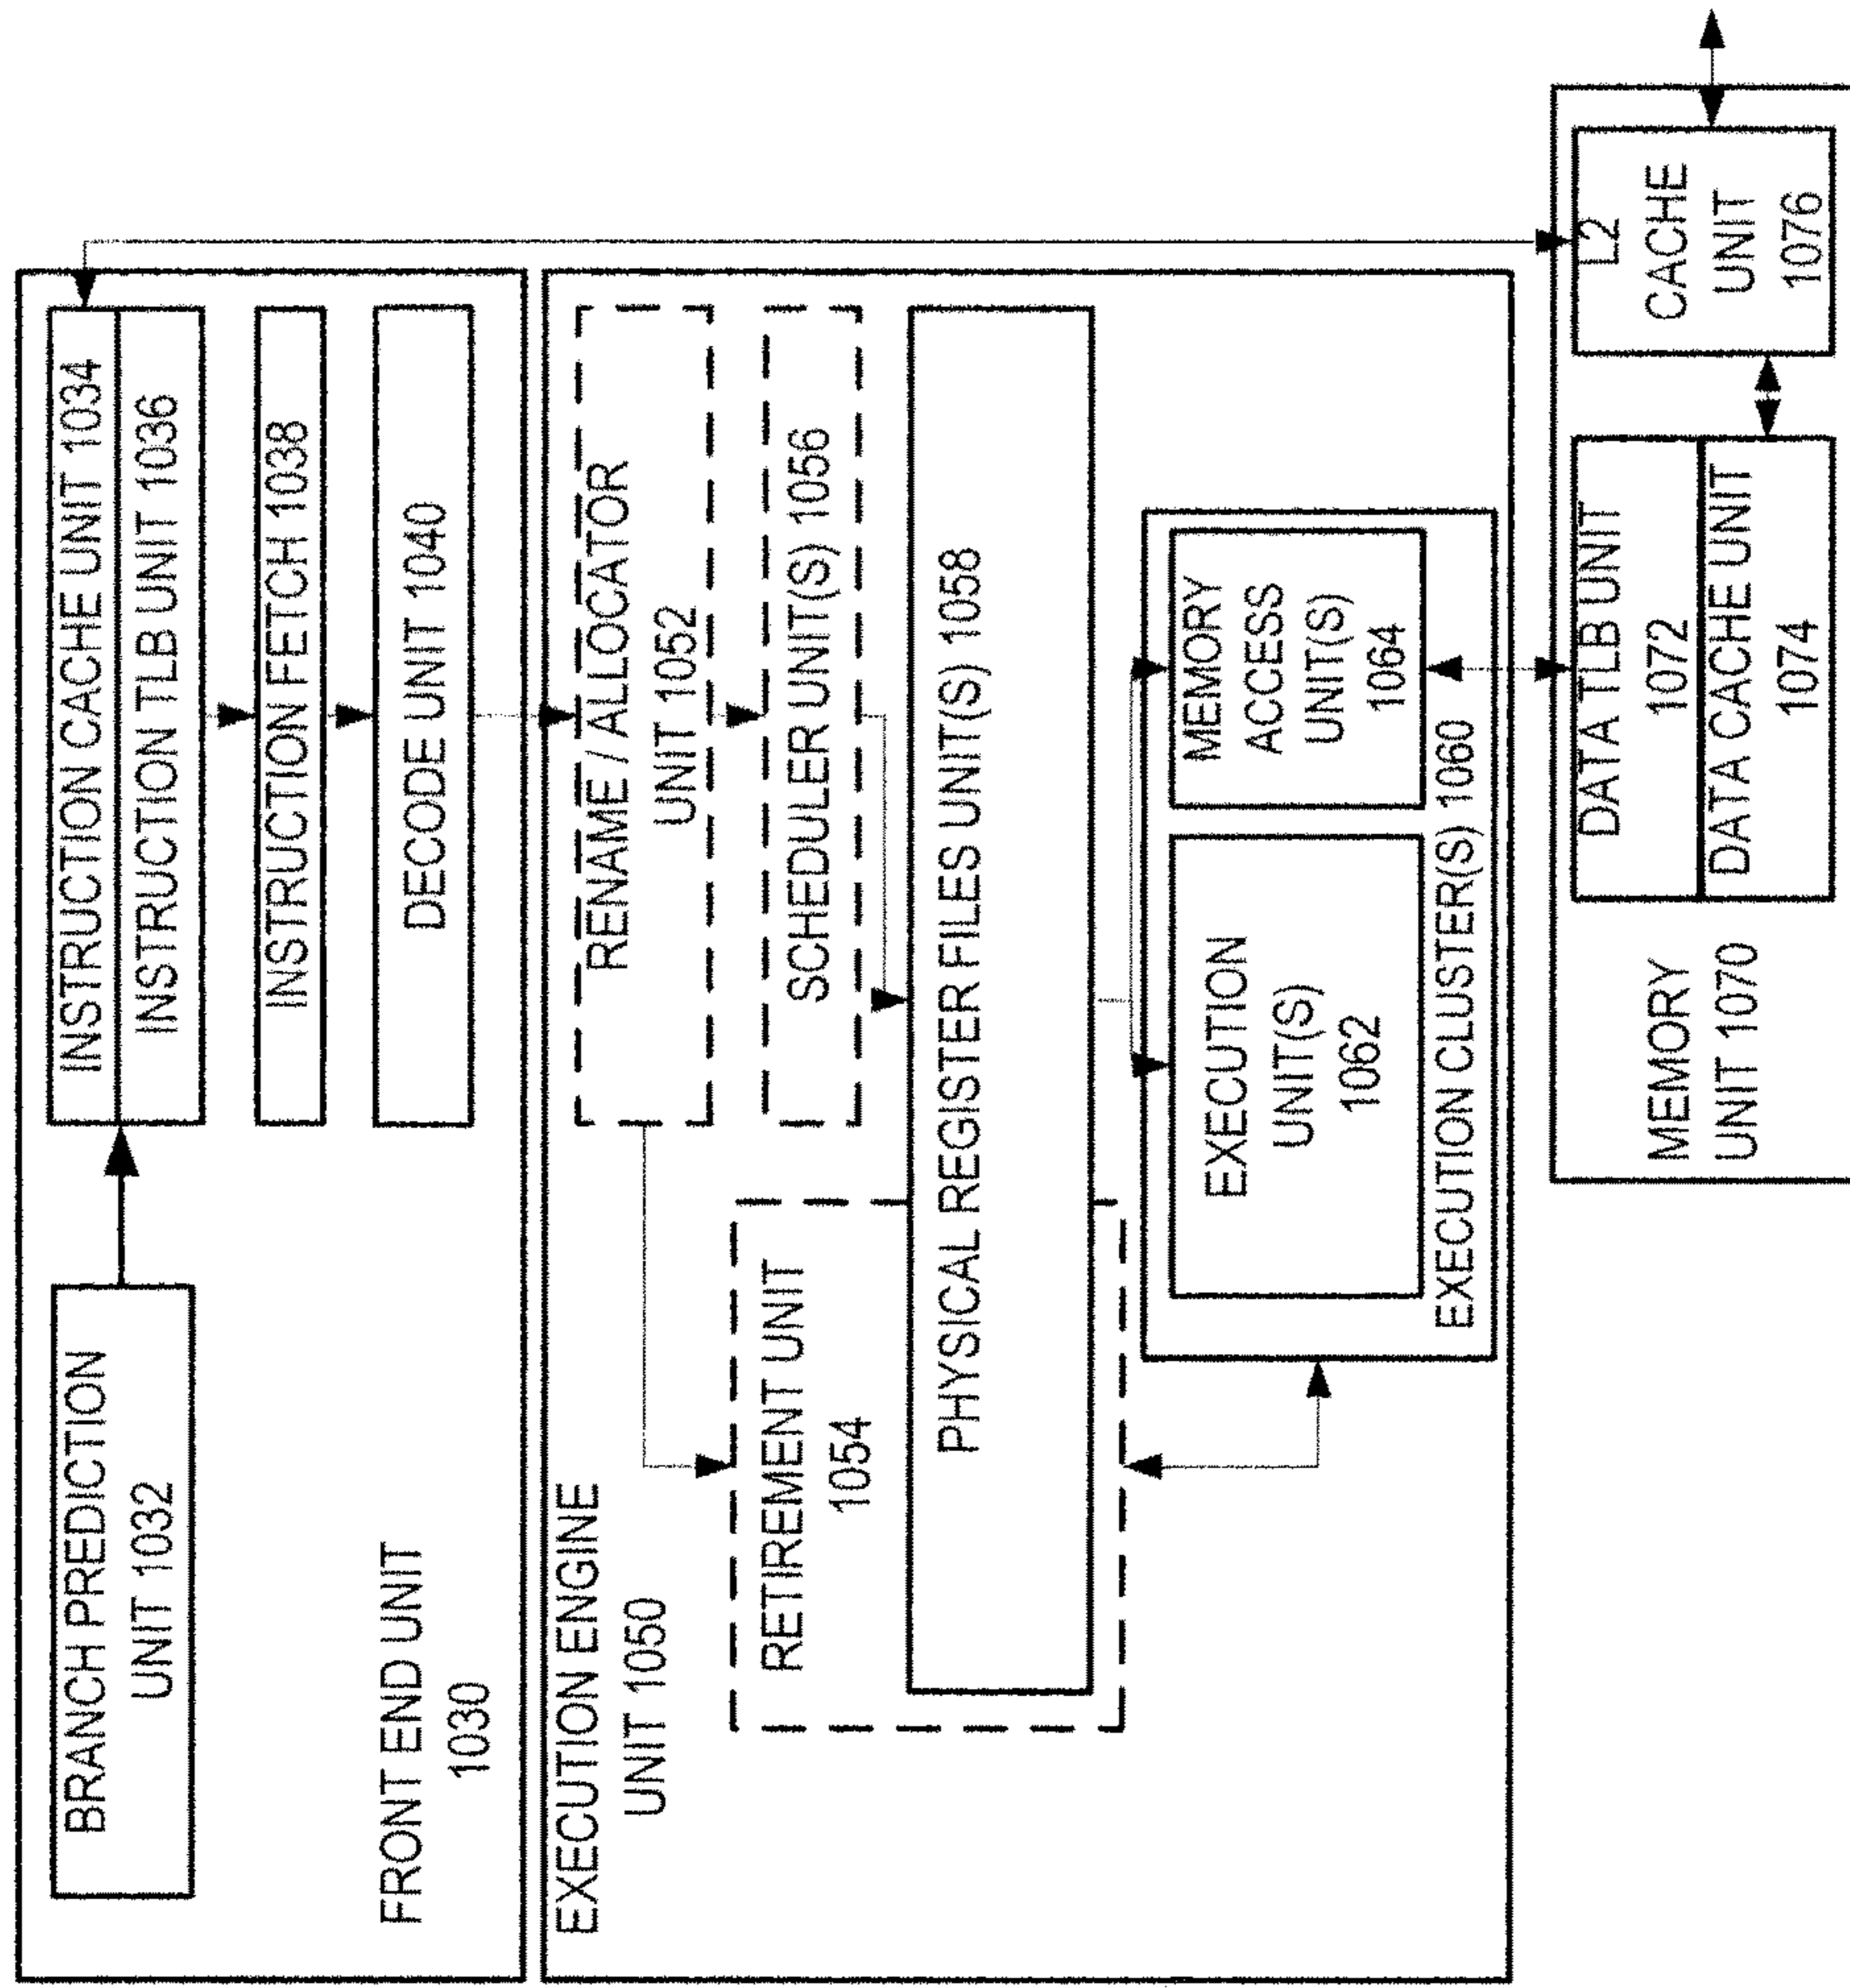 BRANCH PREDICTION
UNIT 1032
INSTRUCTION CACHE UNIT 1034
INSTRUCTION TLB UNIT 1036
INSTRUCTION FETCH 1038
DECODE UNIT 1040
FRONT END UNIT
1030
EXECUTION ENGINE
UNIT 1050
RENAME / ALLOCATOR
UNIT 1052
RETIREMENT UNIT
1054
SCHEDULER UNIT(S) 1056
PHYSICAL REGISTER FILES UNIT(S) 1058
EXECUTION
UNIT(S)
1062
MEMORY
ACCESS
UNIT(S)
1064
EXECUTION CLUSTER(S) 1060
MEMORY
UNIT 1070
DATA TLB UNIT
1072
DATA CACHE UNIT
1074
L2
CACHE
UNIT
1076